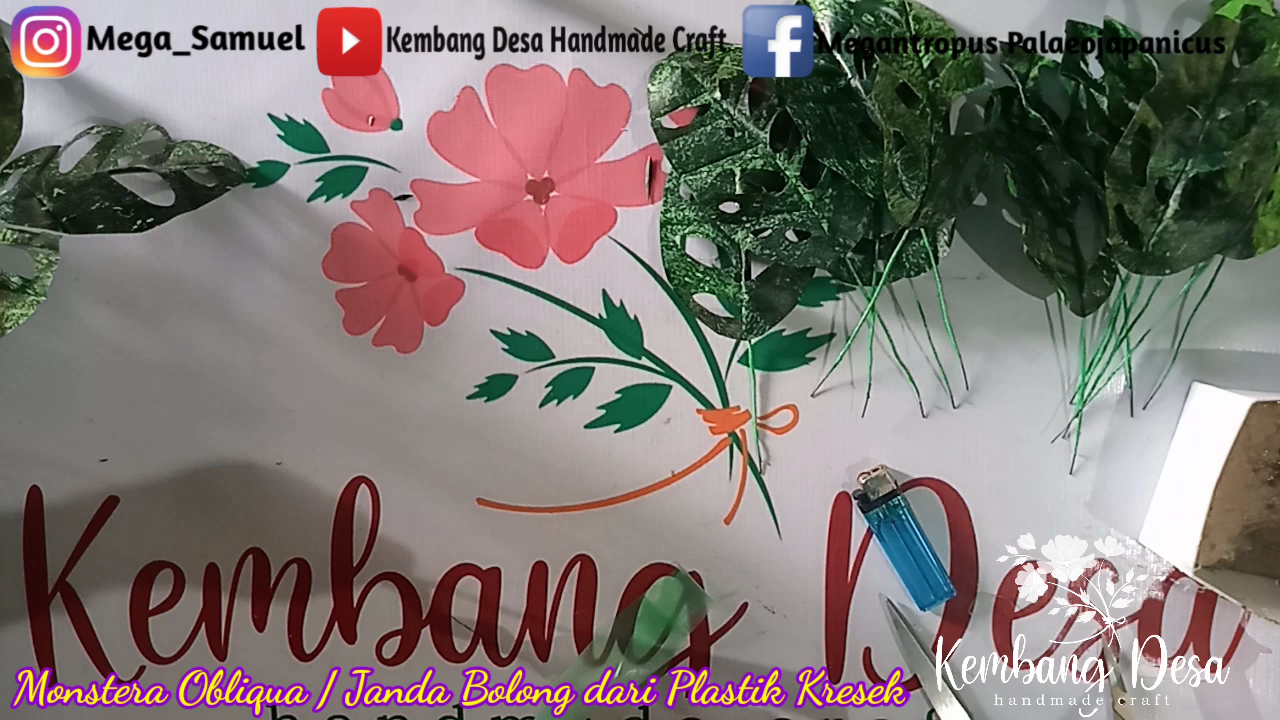 Mega_Samuel
Kembang Desa Handmade Craft
Megantropus Palaeojapanicus
Kembang Desa
Kembang Desa
handmade craft
Monstera Obliqua / Janda Bolong dari Plastik Kresek